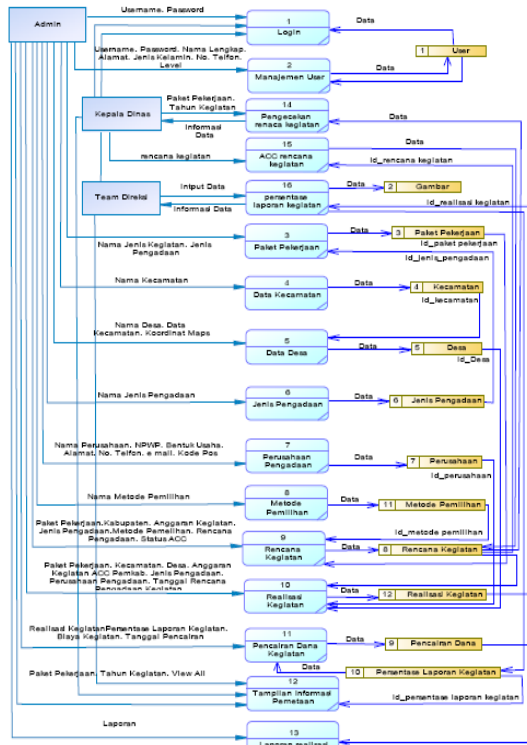 Admin
Username. Password
1
Login
Data
1 User
Username. Password. Nama Lengkap.
Alamat. Jenis Kelamin. No. Telfon.
Level
2
Manajemen User
Data
Kepala Dinas
Paket Pekerjaan.
Tahun Kegiatan
14
Pengecekan
renaca kegiatan
Data
Informasi
Data
15
ACC rencana
kegiatan
Data
rencana kegiatan
Id_rencana kegiatan
Team Direksi
Intput Data
16
persentase
laporan kegiatan
Data
2 Gambar
Informasi Data
Id_realisasi kegiatan
3
Paket Pekerjaan
Data
3 Paket Pekerjaan
Id_paket pekerjaan
Nama Jenis Kegiatan. Jenis
Pengadaan
Id_jenis_pengadaan
Nama Kecamatan
4
Data Kecamatan
Data
4 Kecamatan
Id_kecamatan
Nama Desa. Data
Kecamatan. Koordinat Maps
5
Data Desa
Data
5 Desa
Id_Desa
Nama Jenis Pengadaan
6
Jenis Pengadaan
Data
6 Jenis Pengadaan
Nama Perusahaan. NPWP. Bentuk Usaha.
Alamat. No. Telfon. e mail. Kode Pos
7
Perusahaan
Pengadaan
Data
7 Perusahaan
Id_perusahaan
Nama Metode Pemilihan
8
Metode
Pemilihan
Data
11 Metode Pemilihan
Id_metode pemilihan
Paket Pekerjaan.Kabupaten. Anggaran Kegiatan.
Jenis Pengadaan.Metode Pemelihan. Rencana
Pengadaan. Status ACC
9
Rencana
Kegiatan
Data
8 Rencana Kegiatan
Paket Pekerjaan. Kecamatan. Desa. Anggaran
Kegiatan ACC Pemkab. Jenis Pengadaan.
Perusahaan Pengadaan. Tanggal Rencana
Pengadaan Kegiatan
10
Realisasi
Kegiatan
Data
12 Realisasi Kegiatan
Realisasi KegiatanPersentase Laporan Kegiatan.
Biaya Kegiatan. Tanggal Pencairan
11
Pencairan Dana
Kegiatan
Data
9 Pencairan Dana
Data
10 Persentase Laporan Kegiatan
Paket Pekerjaan. Tahun Kegiatan. View All
12
Tampilan Informasi
Pemetaan
Id_persentase laporan kegiatan
Laporan
13
Laporan realisasi